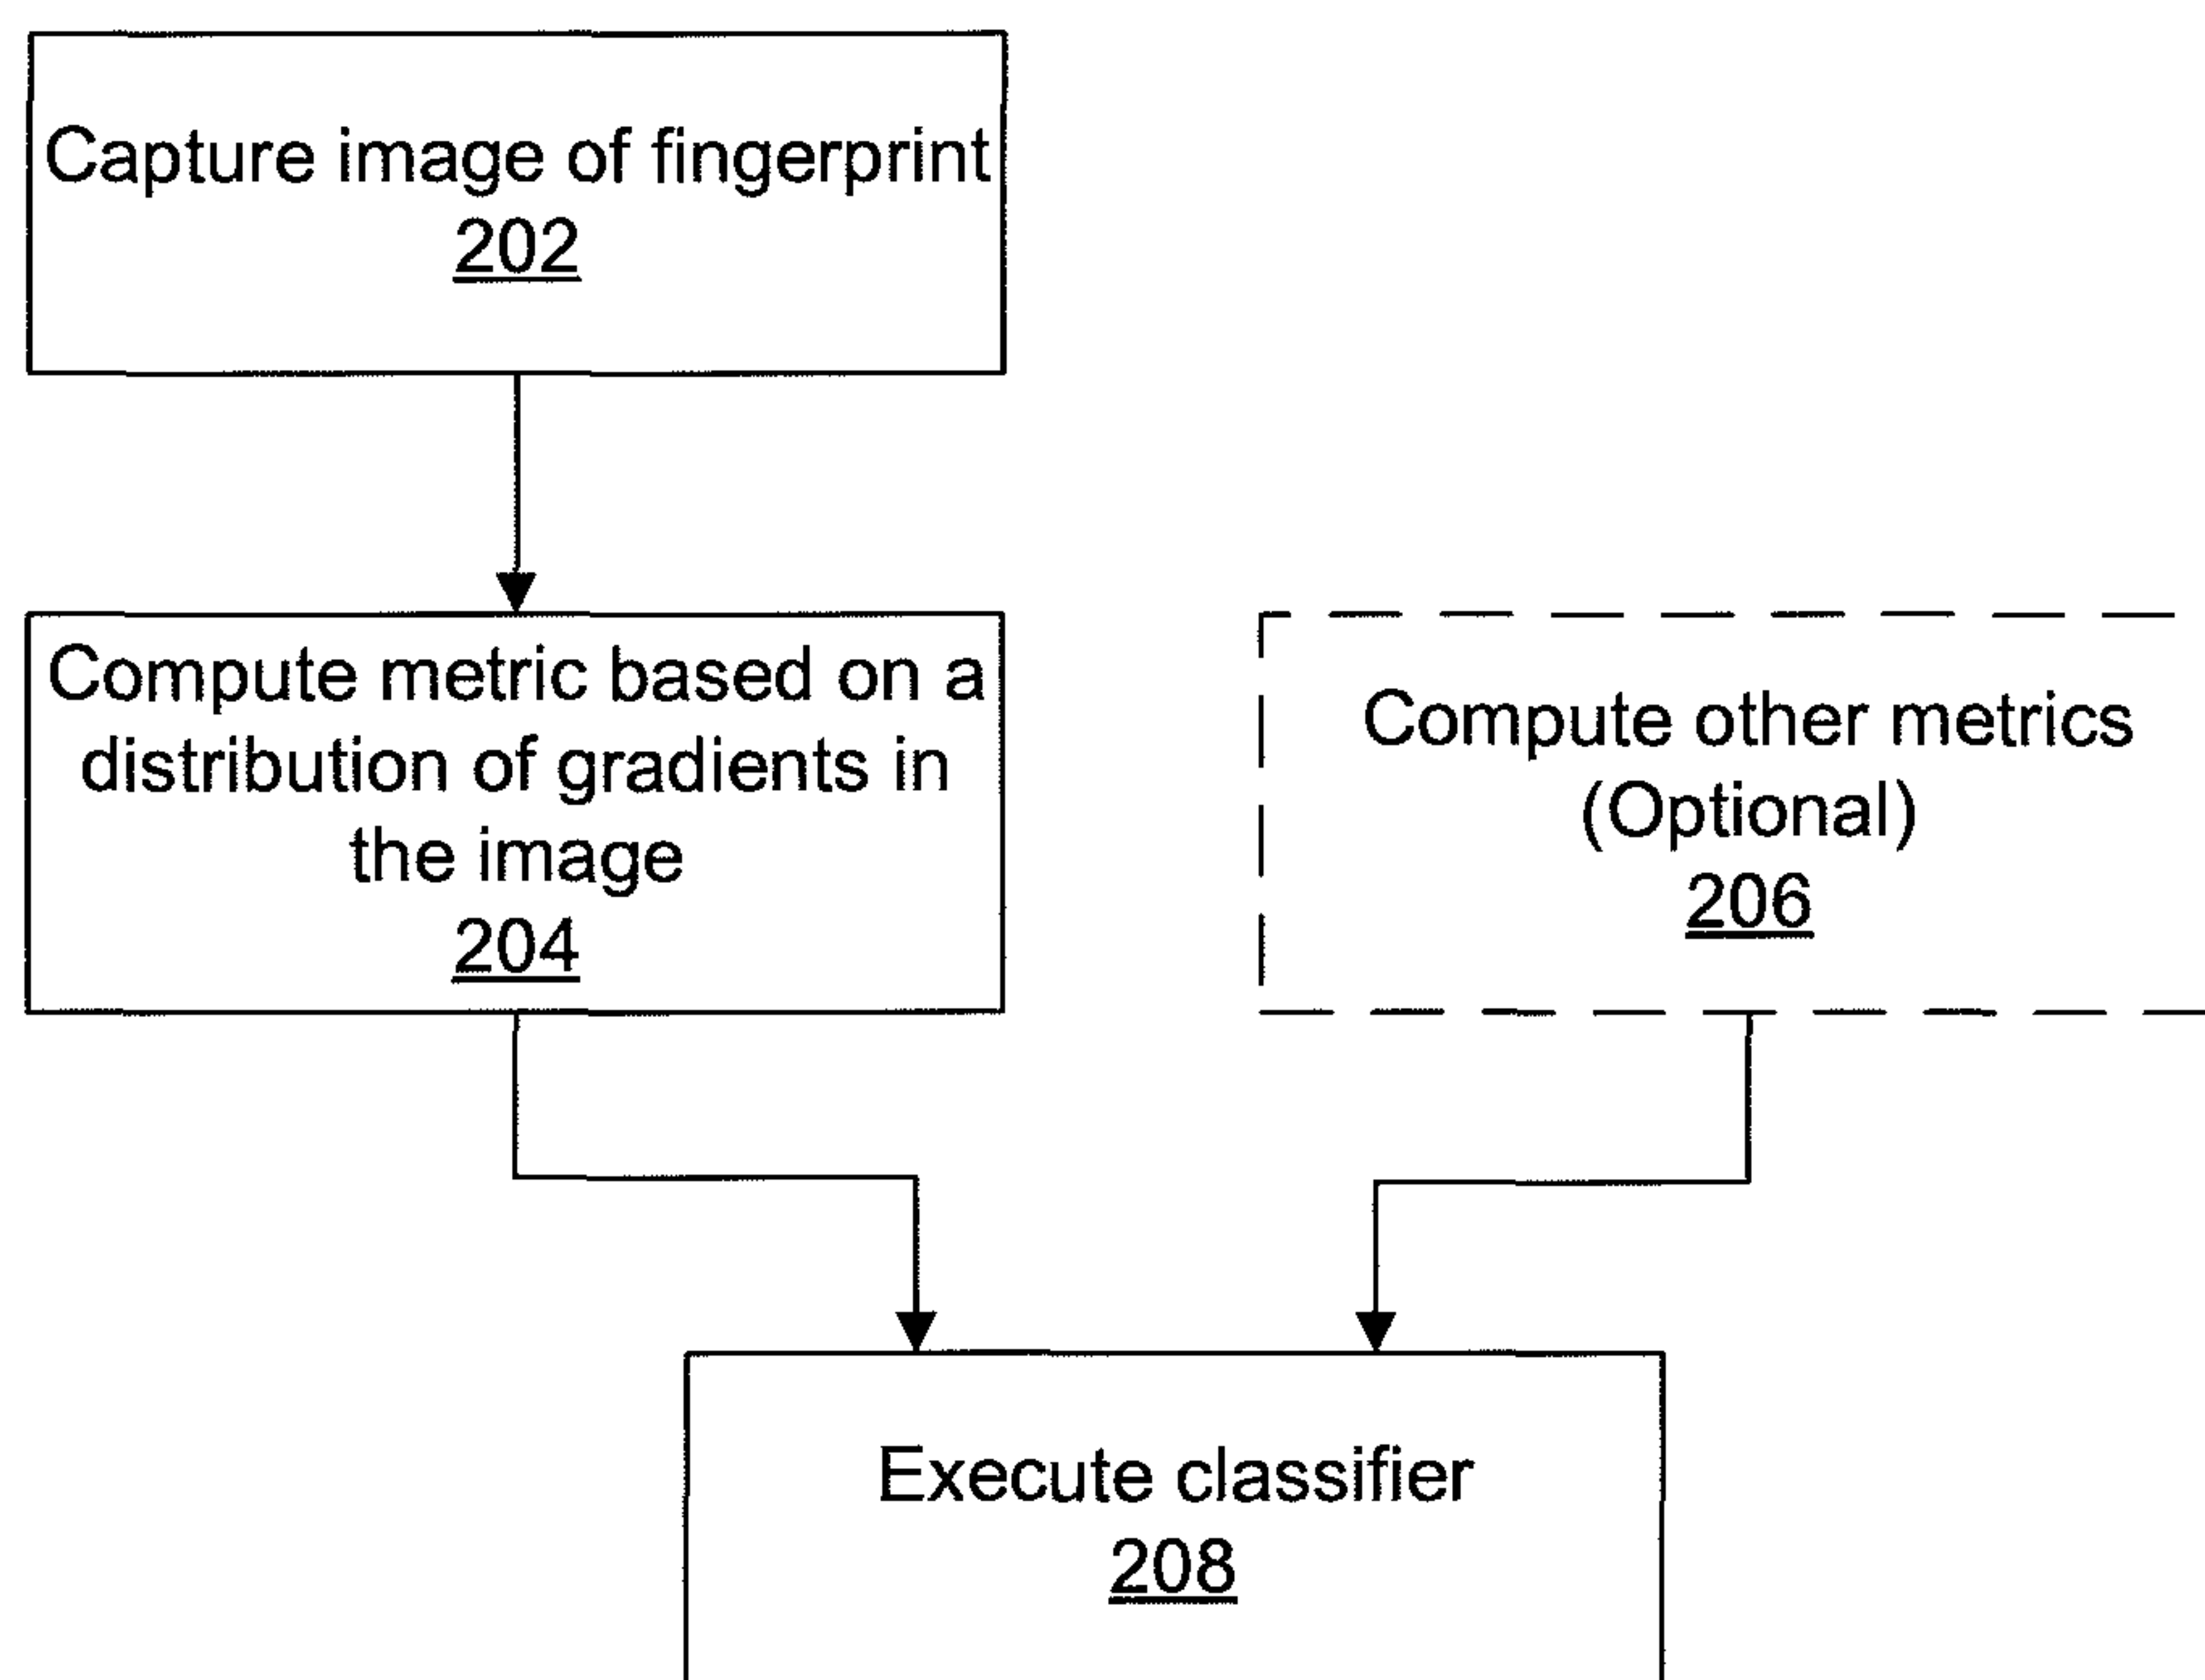 Capture image of fingerprint
202
Compute metric based on a
distribution of gradients in
the image
204
Compute other metrics
(Optional)
206
Execute classifier
208